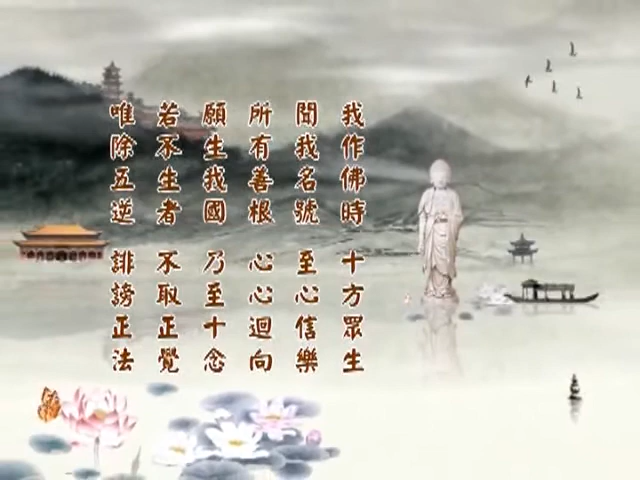 我作佛時 十方眾生
聞我名號 至心信樂
所有善根 心心迴向
願生我國 乃至十念
若不生者 不取正覺
唯除五逆 誹謗正法